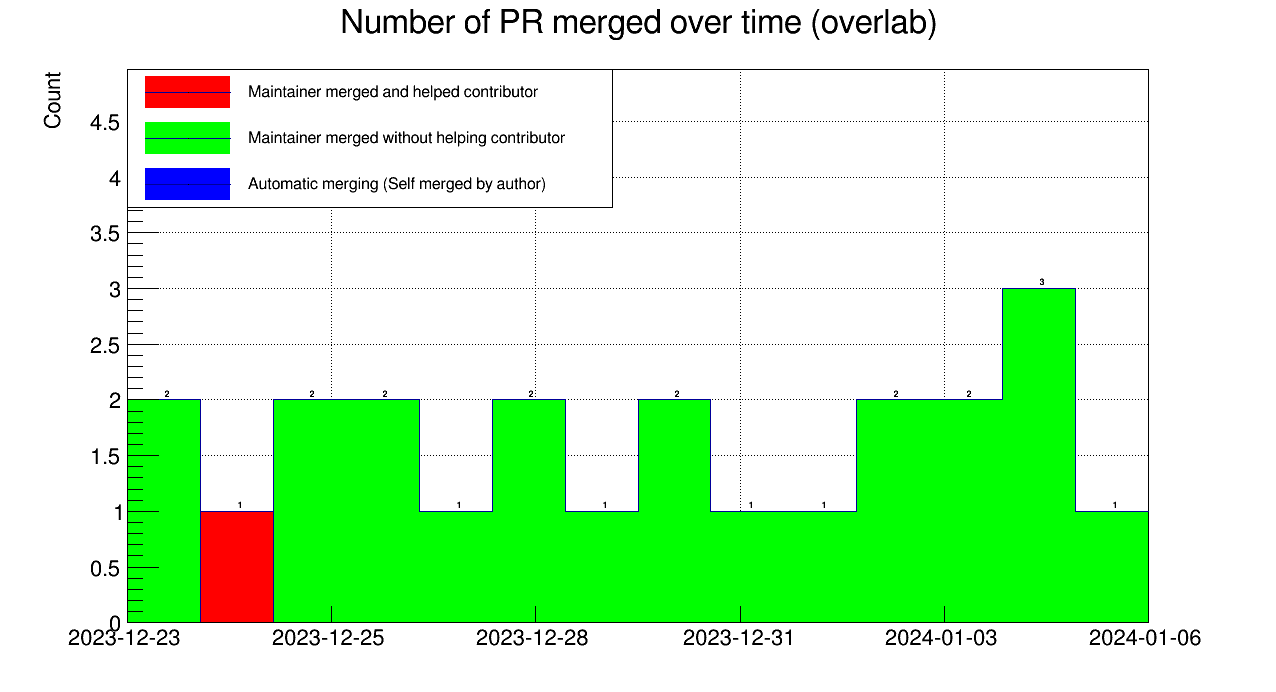 Number of PR merged over time (overlab)
Count
Maintainer merged and helped contributor
Maintainer merged without helping contributor
Automatic merging (Self merged by author)
4.5
4
3.5
3
2.5
2
1.5
1
0.5
0
2 1 2 2 1 2 1 2 1 1 2 2 3 1
2023-12-23 2023-12-25 2023-12-28 2023-12-31 2024-01-03 2024-01-06